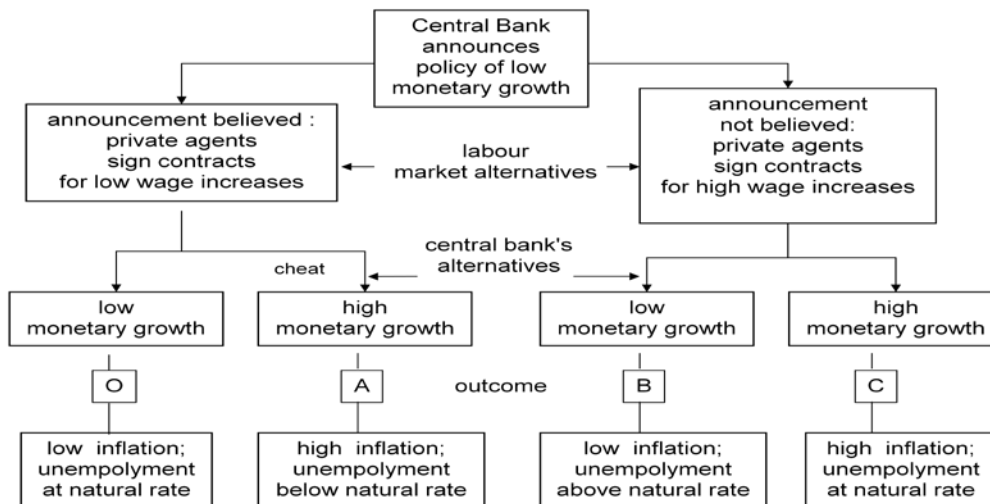 Central Bank
announces
policy of low
monetary growth
announcement believed :
private agents
sign contracts
for low wage increases
labour
market alternatives
announcement
not believed:
private agents
sign contracts
for high wage increases
central bank's
alternatives
cheat
low
monetary growth
high
monetary growth
low
monetary growth
high
monetary growth
O
A
outcome
B
C
low inflation;
unempolyment
at natural rate
high inflation;
unempolyment
below natural rate
low inflation;
unempolyment
above natural rate
high inflation;
unempolyment
at natural rate